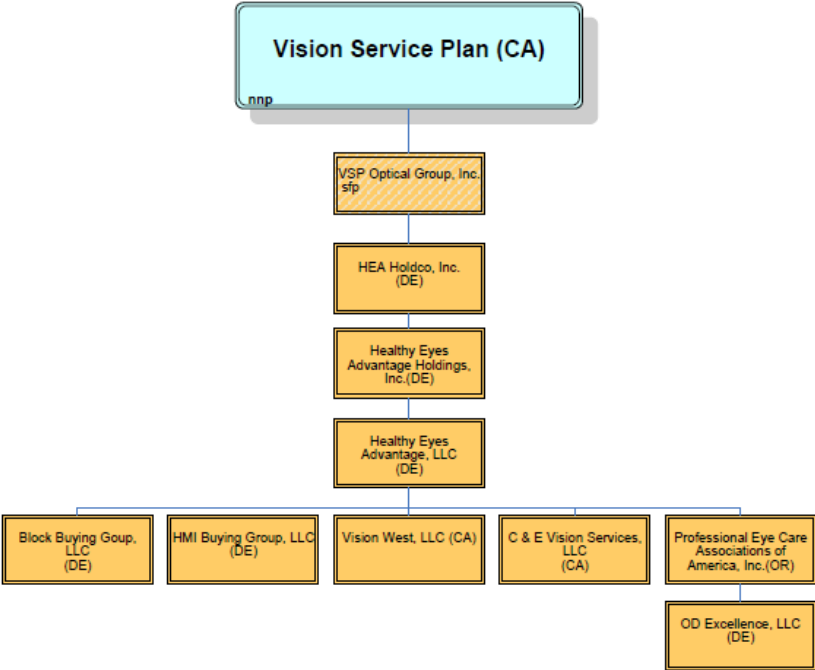 Vision Service Plan (CA)
nnp
VSP Optical Group, Inc.
sfp
HEA Holdco, Inc.
(DE)
Healthy Eyes
Advantage Holdings,
Inc.(DE)
Healthy Eyes
Advantage, LLC
(DE)
Block Buying Goup,
LLC
(DE)
HMI Buying Group, LLC
(DE)
Vision West, LLC (CA)
C & E Vision Services,
LLC
(CA)
Professional Eye Care
Associations of
America, Inc.(OR)
OD Excellence, LLC
(DE)